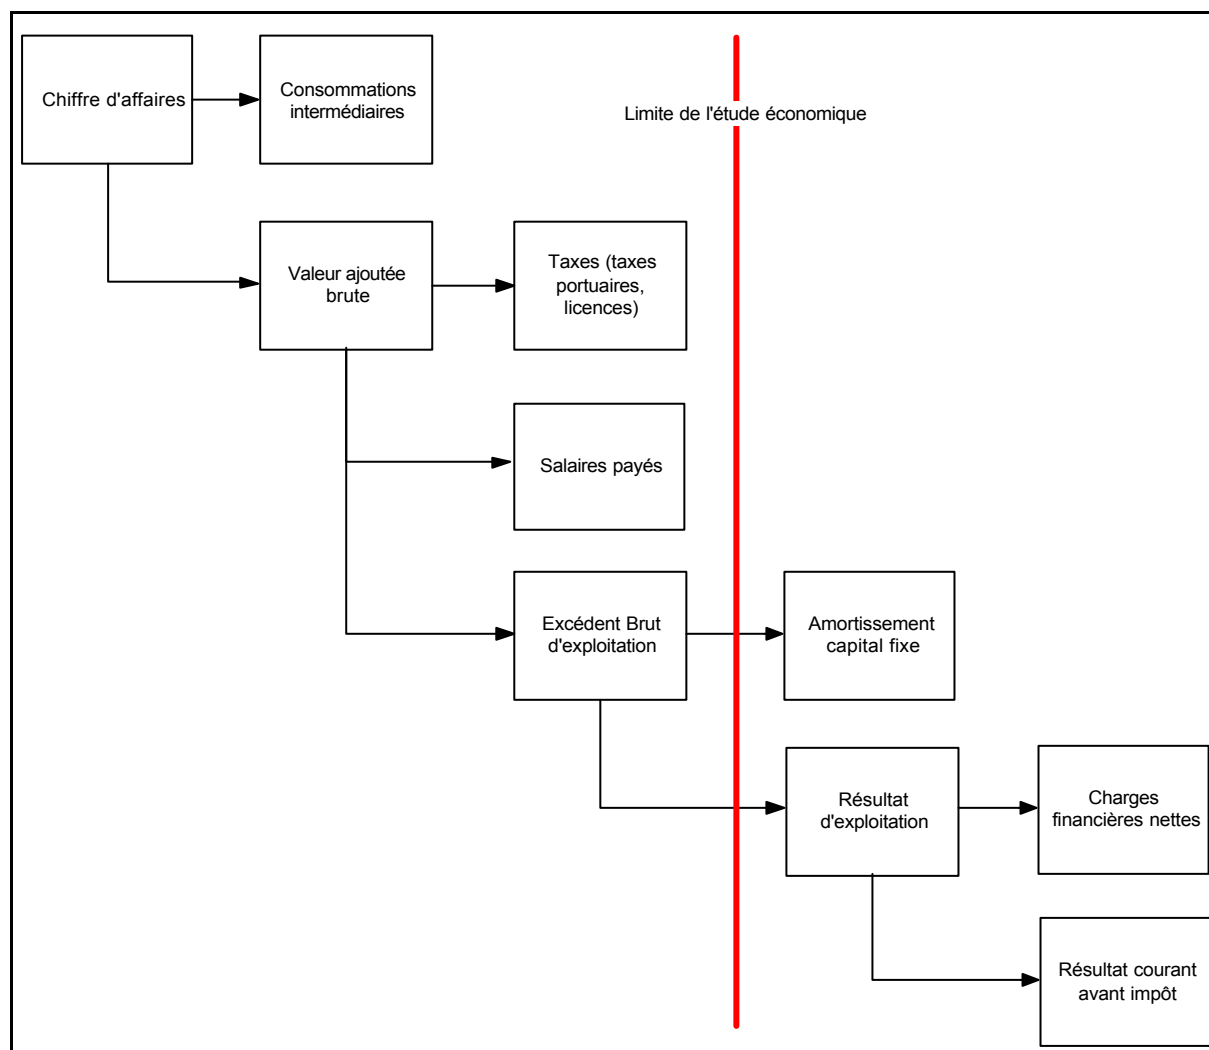 Chiffre d'affaires
Consommations
intermédiaires
Limite de l'étude économique
Valeur ajoutée
brute
Taxes (taxes
portuaires,
licences)
Salaires payés
Excédent Brut
d'exploitation
Amortissement
capital fixe
Résultat
d'exploitation
Charges
financières nettes
Résultat courant
avant impôt